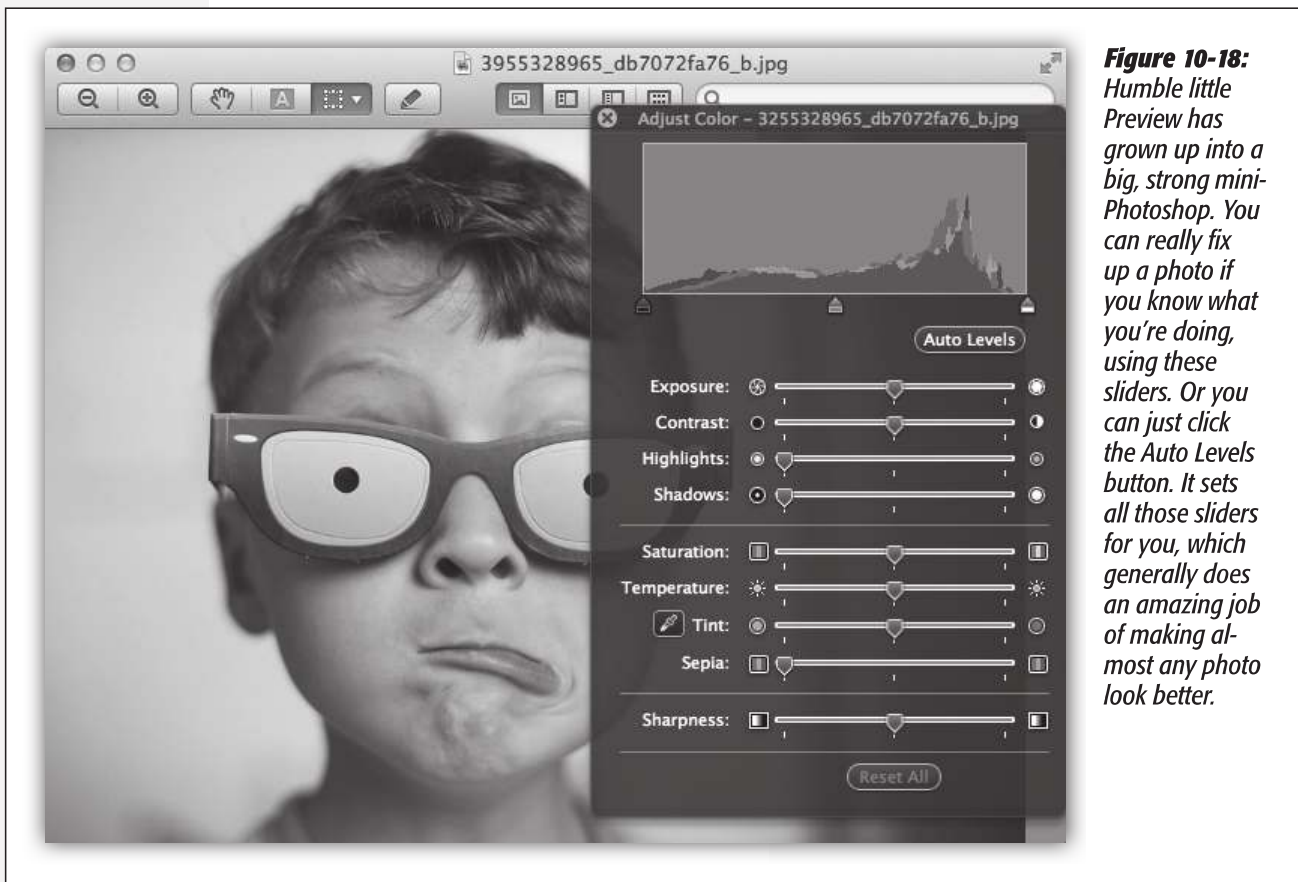 3955328965_db7072fa76_b.jpg
A
Adjust Color – 3255328965_db7072fa76_b.jpg
Auto Levels
Exposure:
Contrast:
Highlights:
Shadows:
Saturation:
Temperature:
Tint:
Sepia:
Sharpness:
Reset All
Figure 10-18:
Humble little
Preview has
grown up into a
big, strong mini-
Photoshop. You
can really fix
up a photo if
you know what
you’re doing,
using these
sliders. Or you
can just click
the Auto Levels
button. It sets
all those sliders
for you, which
generally does
an amazing job
of making al-
most any photo
look better.